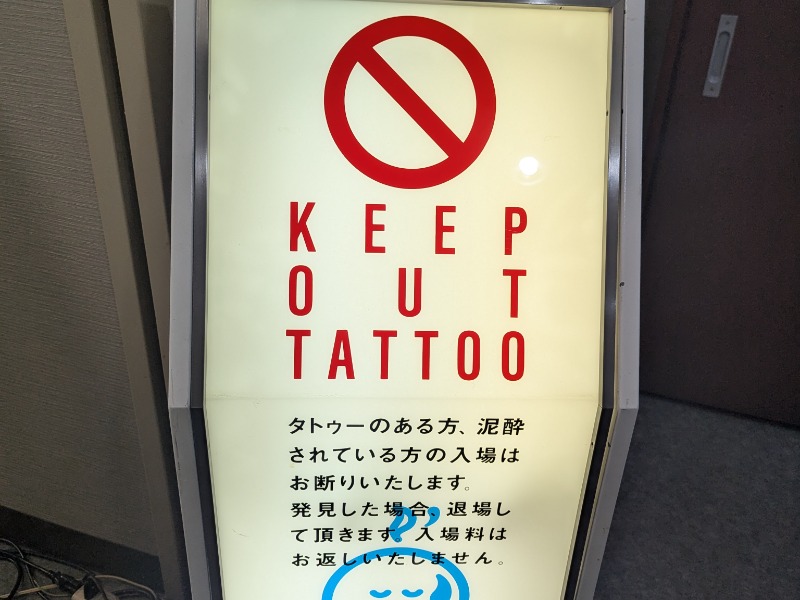 KEEP
OUT
TATTOO
タトゥーのある方、泥酔
されている方の入場は
お断りいたします。
発見した場合、退場し
て頂きます。入場料は
お返しいたしません。